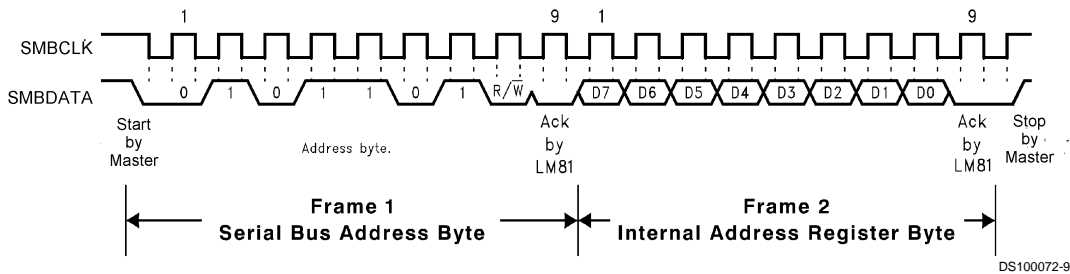 1 9 1 9
SMBCLK
SMBDATA 0 1 0 1 1 0 1 R/W D7 D6 D5 D4 D3 D2 D1 D0
Start
by
Master
Address byte.
Ack
by
LM81
Ack
by
LM81
Stop
by
Master
Frame 1
Serial Bus Address Byte
Frame 2
Internal Address Register Byte
DS100072-9